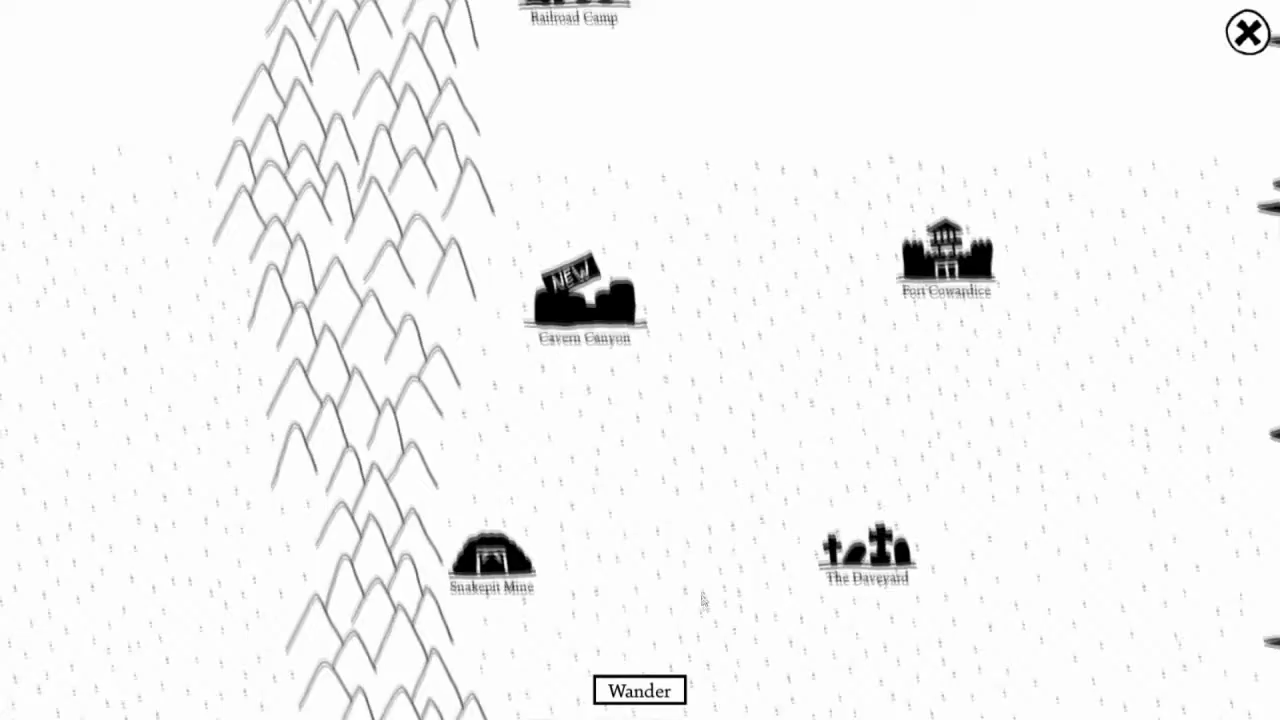 Railroad Camp
NEW
Fort Cowardice
Cavern Canyon
The Daveyard
Snakepit Mine
Wander